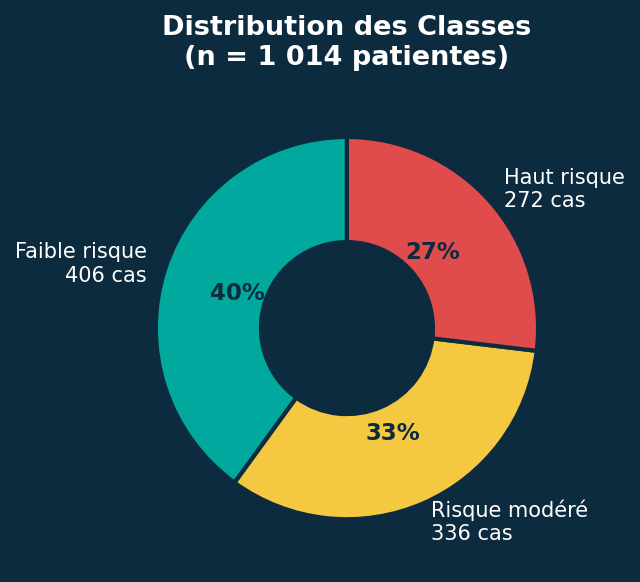 Distribution des Classes
(n = 1 014 patientes)
Haut risque
272 cas
27%
Faible risque
406 cas
40%
33%
Risque modéré
336 cas